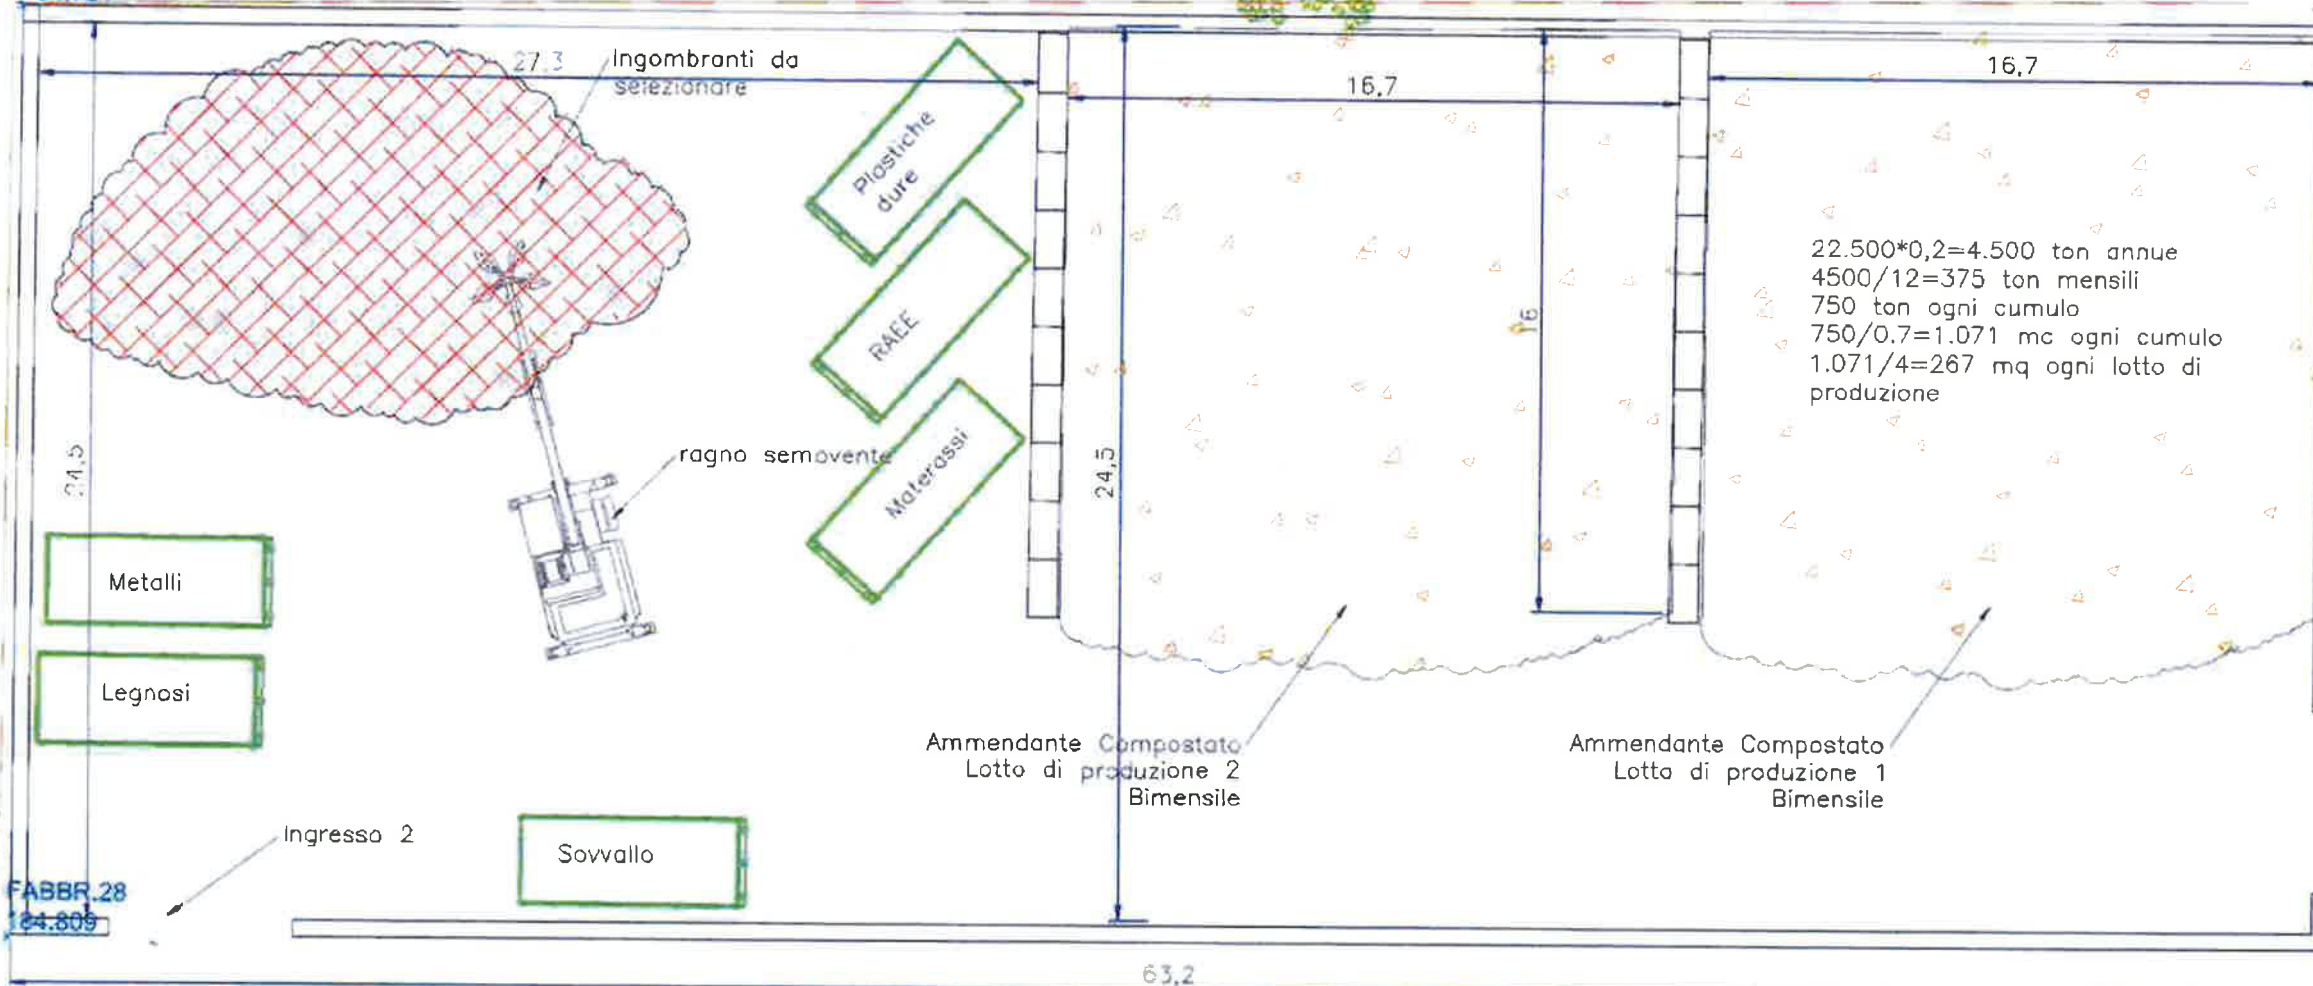 27.3
Ingombranti da
selezionare
16,7
16,7
Plastiche
dure
RAEE
Materassi
22.500*0,2=4.500 ton annue
4500/12=375 ton mensili
750 ton ogni cumulo
750/0.7=1.071 mc ogni cumulo
1.071/4=267 mq ogni lotto di
produzione
16
24,5
24,5
ragno semovente
Metalli
Legnosi
Ammendante Compostato
Lotto di produzione 2
Bimensile
Ammendante Compostato
Lotto di produzione 1
Bimensile
Ingresso 2
Sovvallo
FABBR.28
184.809
63,2